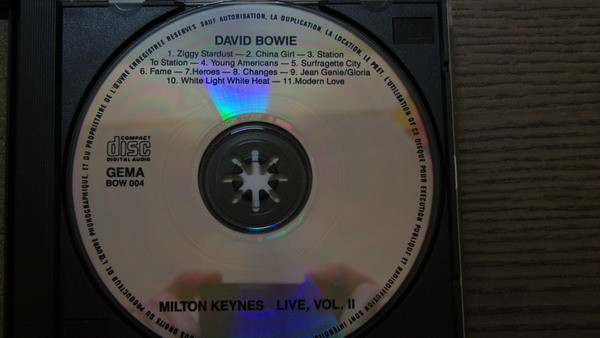 DAVID BOWIE
1. Ziggy Stardust — 2. China Girl — 3. Station
To Station — 4. Young Americans — 5. Surfragette City
6. Fame — 7.Heroes — 8. Changes — 9. Jean Genie/Gloria
10. White Light White Heat — 11.Modern Love
COMPACT
disc
DIGITAL AUDIO
GEMA
BOW 004
MILTON KEYNES LIVE, VOL. II
DU PRODUCTEUR DE L'ŒUVRE PHONOGRAPHIQUE, ET DU PROPRIETAIRE DE L'ŒUVRE ENREGISTREE RESERVES SAUF AUTORISATION, LA DUPLICATION, LA LOCATION, LE PRET, L'UTILISATION DE CE DISQUE POUR EXECUTION PUBLIQUE ET RADIODIFFUSION SONT